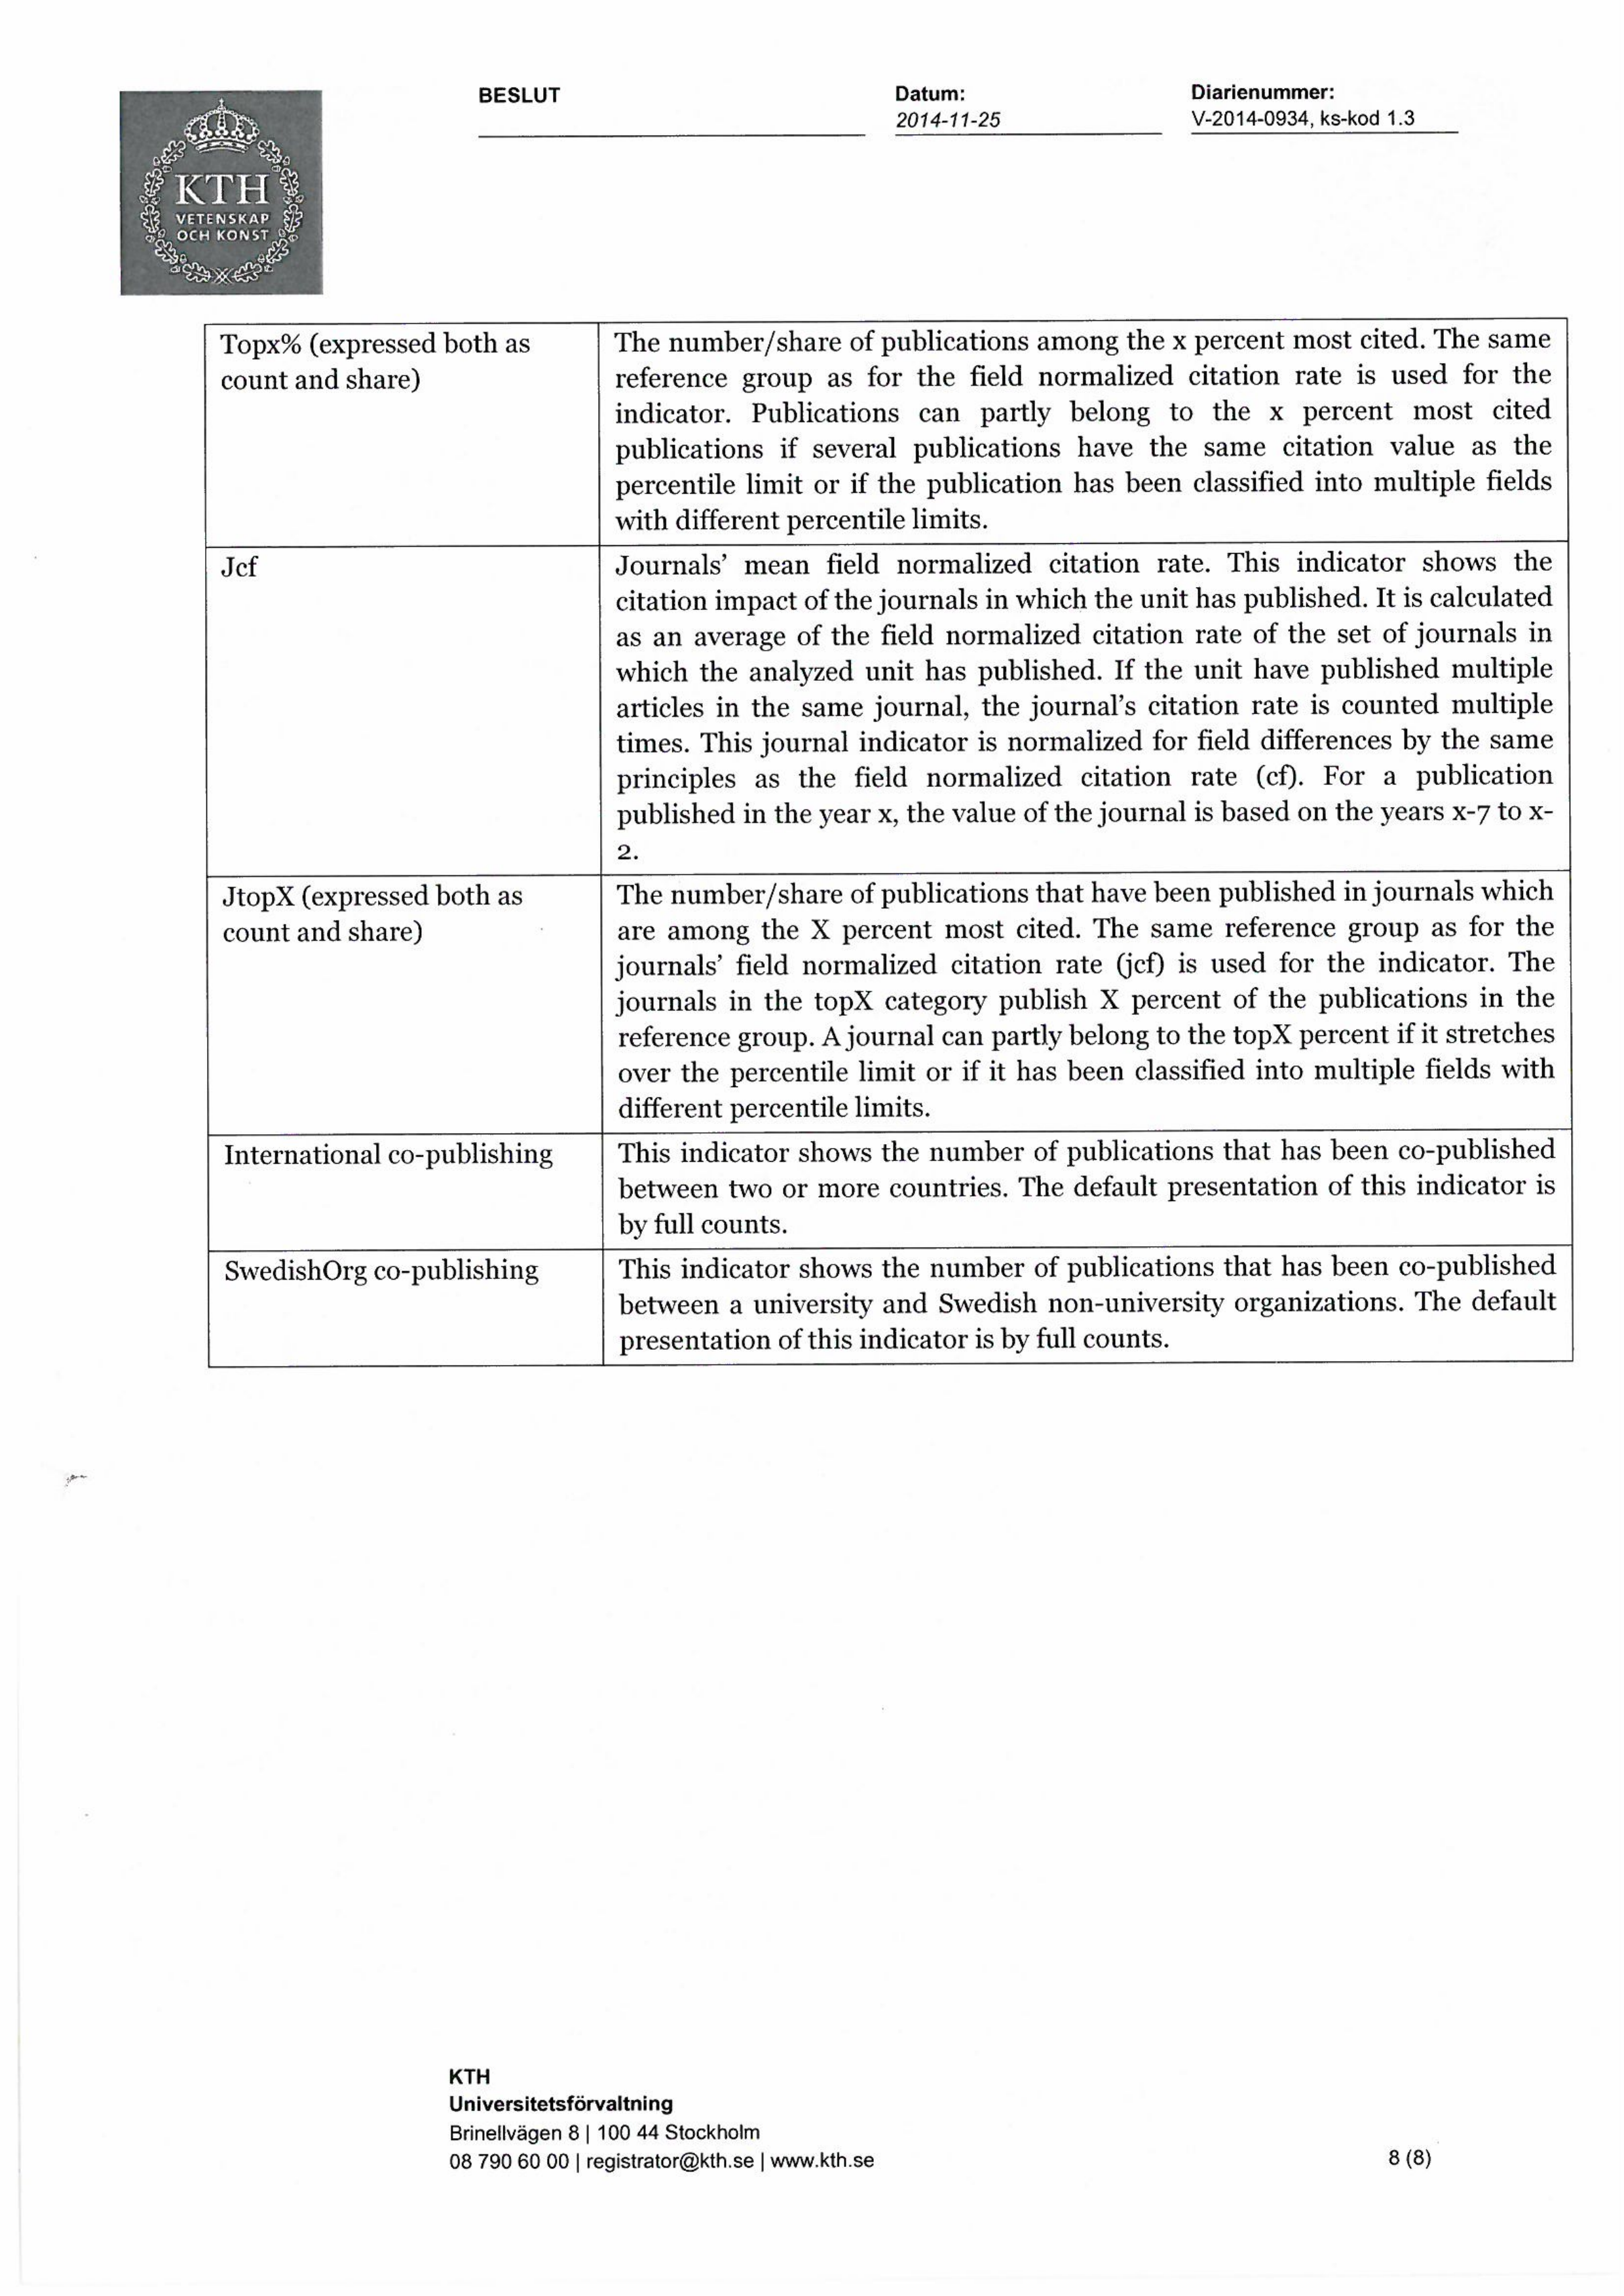 KTH
VETENSKAP
OCH KONST
BESLUT
Datum:
2014-11-25
Diarienummer:
V-2014-0934, ks-kod 1.3
Topx% (expressed both as
count and share)
The number/share of publications among the x percent most cited. The same
reference group as for the field normalized citation rate is used for the
indicator. Publications can partly belong to the x percent most cited
publications if several publications have the same citation value as the
percentile limit or if the publication has been classified into multiple fields
with different percentile limits.
Jcf
Journals’ mean field normalized citation rate. This indicator shows the
citation impact of the journals in which the unit has published. It is calculated
as an average of the field normalized citation rate of the set of journals in
which the analyzed unit has published. If the unit have published multiple
articles in the same journal, the journal’s citation rate is counted multiple
times. This journal indicator is normalized for field differences by the same
principles as the field normalized citation rate (cf). For a publication
published in the year x, the value of the journal is based on the years x-7 to x-
2.
JtopX (expressed both as
count and share)
The number/share of publications that have been published in journals which
are among the X percent most cited. The same reference group as for the
journals’ field normalized citation rate (jcf) is used for the indicator. The
journals in the topX category publish X percent of the publications in the
reference group. A journal can partly belong to the topX percent if it stretches
over the percentile limit or if it has been classified into multiple fields with
different percentile limits.
International co-publishing
This indicator shows the number of publications that has been co-published
between two or more countries. The default presentation of this indicator is
by full counts.
SwedishOrg co-publishing
This indicator shows the number of publications that has been co-published
between a university and Swedish non-university organizations. The default
presentation of this indicator is by full counts.
KTH
Universitetsförvaltning
Brinellvägen 8 | 100 44 Stockholm
08 790 60 00 | registrator@kth.se | www.kth.se
8 (8)